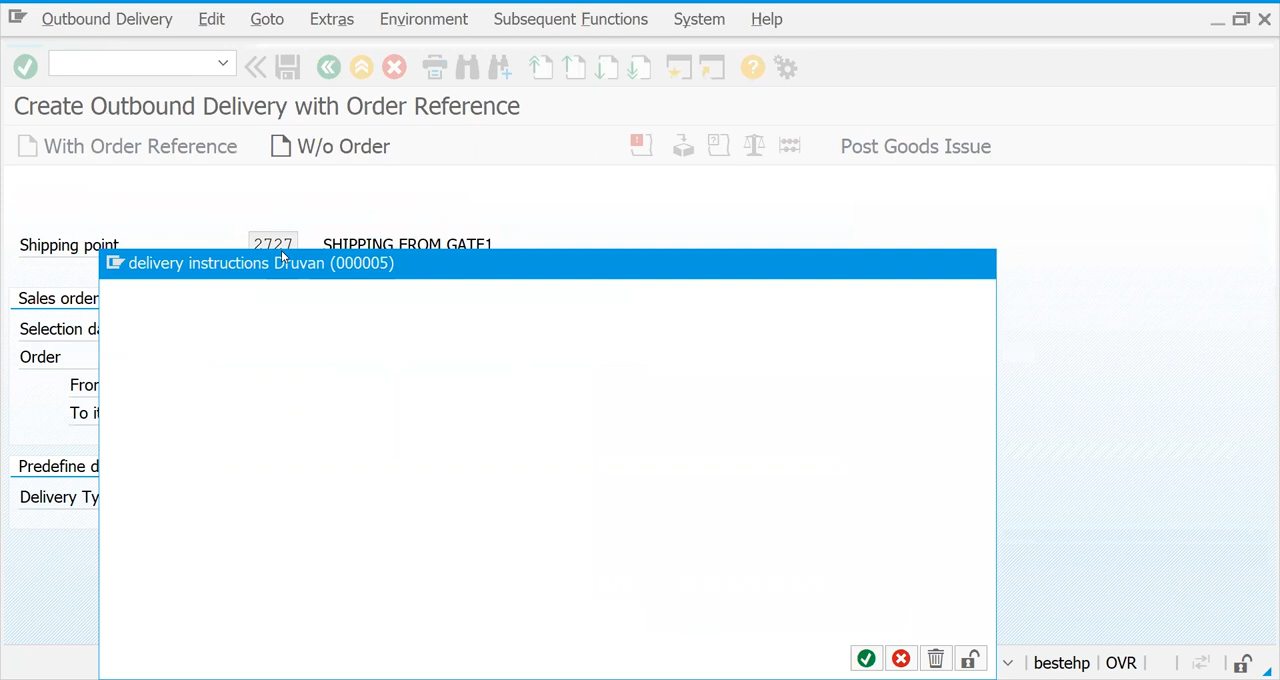 Outbound Delivery Edit Goto Extras Environment Subsequent Functions System Help
Create Outbound Delivery with Order Reference
With Order Reference W/o Order Post Goods Issue
Shipping point 2727 SHIPPING FROM GATE1
delivery instructions Druvan (000005)
Sales order
Selection da
Order
From
To it
Predefine d
Delivery Ty
bestehp OVR